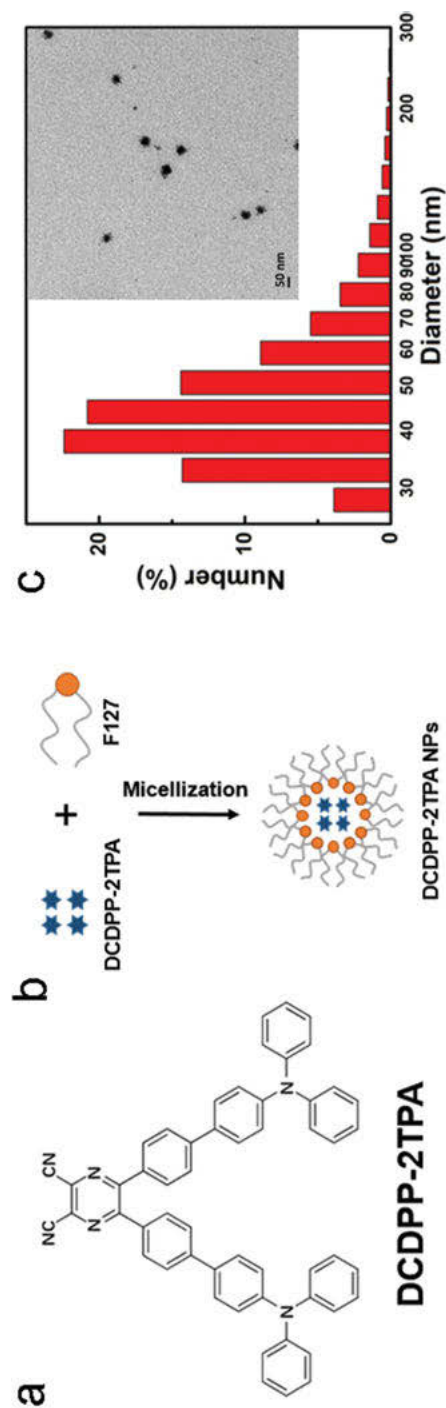 a
NC
CN
N
N
N
N
DCDPP-2TPA
b
DCDPP-2TPA
+
F127
Micellization
DCDPP-2TPA NPs
c
Number (%)
20
10
0
50 nm
30
40
50
60
70
80
90
100
200
300
Diameter (nm)